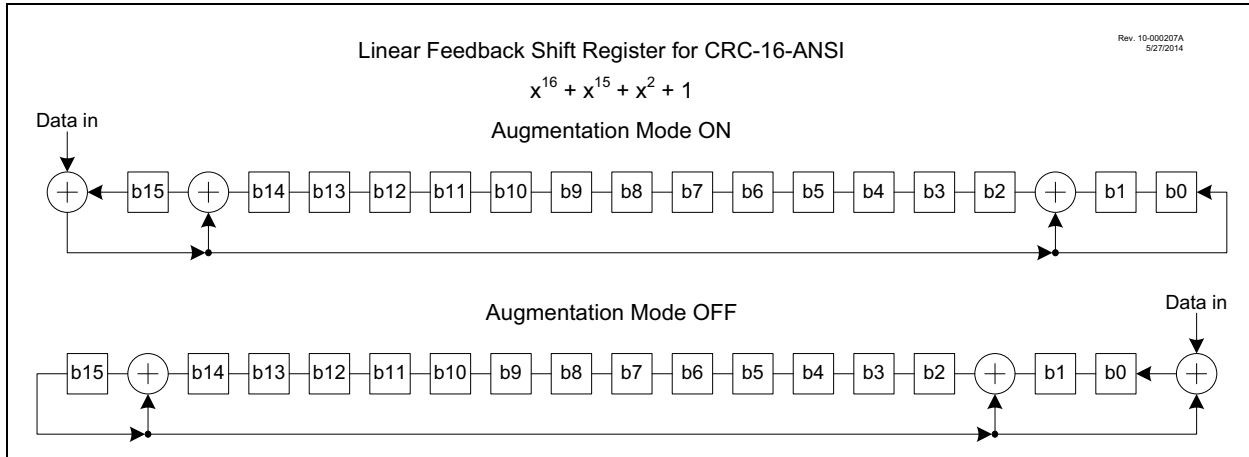 Linear Feedback Shift Register for CRC-16-ANSI
Rev. 10-000207A
5/27/2014
x¹⁶ + x¹⁵ + x² + 1
Data in
Augmentation Mode ON
b15 b14 b13 b12 b11 b10 b9 b8 b7 b6 b5 b4 b3 b2 b1 b0
Augmentation Mode OFF
Data in
b15 b14 b13 b12 b11 b10 b9 b8 b7 b6 b5 b4 b3 b2 b1 b0